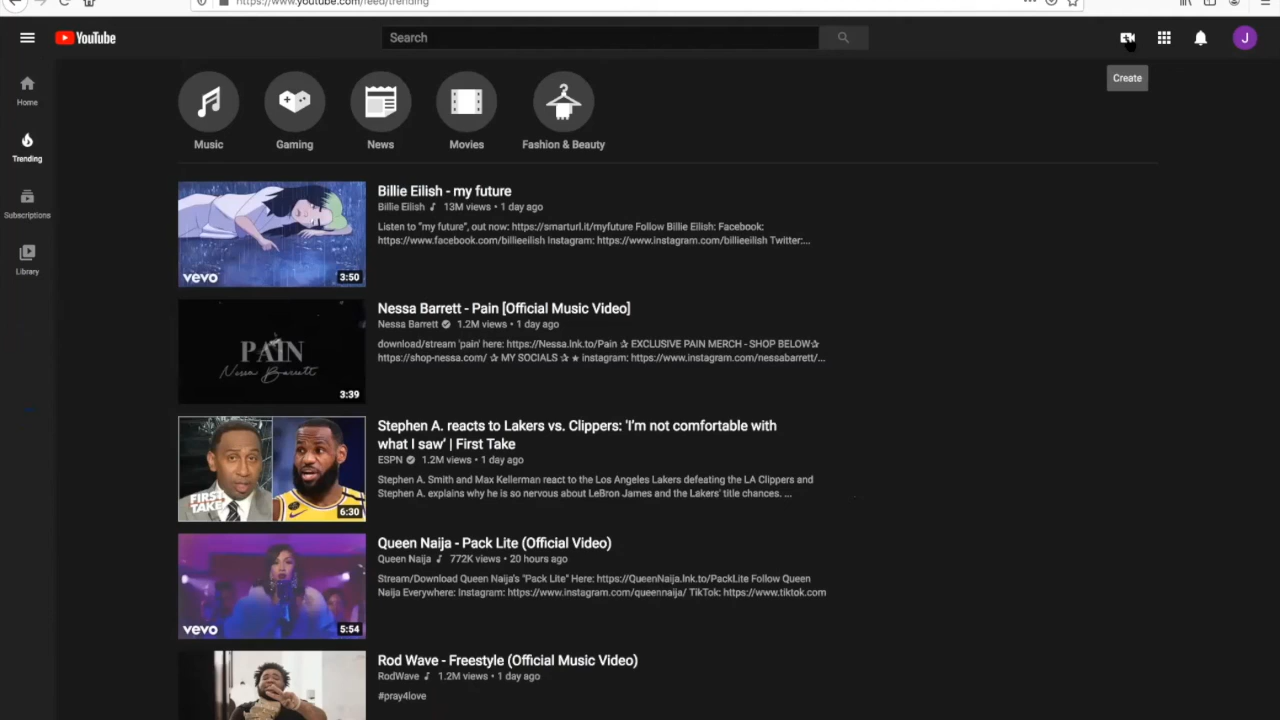 https://www.youtube.com/feed/trending
YouTube
Search
J
Create
Home
Trending
Subscriptions
Library
Music
Gaming
News
Movies
Fashion & Beauty
vevo
3:50
Billie Eilish - my future
Billie Eilish ♪ 13M views • 1 day ago
Listen to "my future", out now: https://smarturl.it/myfuture Follow Billie Eilish: Facebook:
https://www.facebook.com/billieeilish Instagram: https://www.instagram.com/billieeilish Twitter:...
PAIN
Nessa Barrett
3:39
Nessa Barrett - Pain [Official Music Video]
Nessa Barrett 1.2M views • 1 day ago
download/stream 'pain' here: https://Nessa.lnk.to/Pain ✰ EXCLUSIVE PAIN MERCH - SHOP BELOW✰
https://shop-nessa.com/ ✰ MY SOCIALS ✰ ★ instagram: https://www.instagram.com/nessabarrett/...
FIRST
TAKE
6:30
Stephen A. reacts to Lakers vs. Clippers: 'I'm not comfortable with
what I saw' | First Take
ESPN 1.2M views • 1 day ago
Stephen A. Smith and Max Kellerman react to the Los Angeles Lakers defeating the LA Clippers and
Stephen A. explains why he is so nervous about LeBron James and the Lakers' title chances. ...
vevo
5:54
Queen Naija - Pack Lite (Official Video)
Queen Naija ♪ 772K views • 20 hours ago
Stream/Download Queen Naija's "Pack Lite" Here: https://QueenNaija.lnk.to/PackLite Follow Queen
Naija Everywhere: Instagram: https://www.instagram.com/queennaija/ TikTok: https://www.tiktok.com
Rod Wave - Freestyle (Official Music Video)
RodWave ♪ 1.2M views • 1 day ago
#pray4love